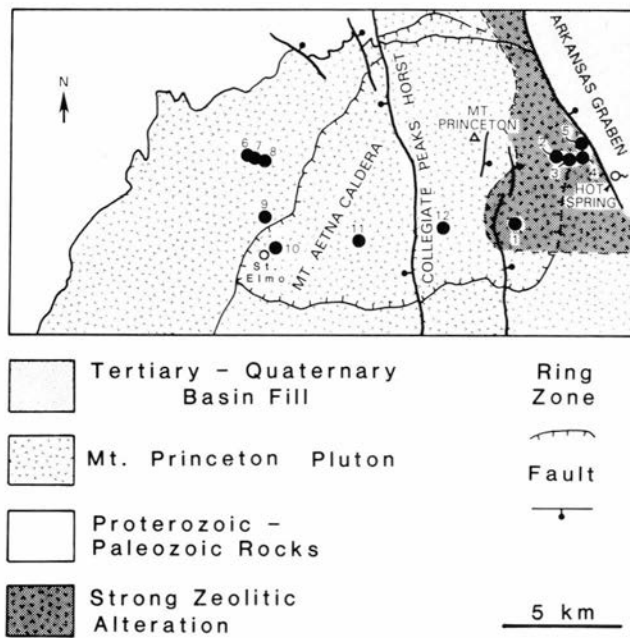 N
ARKANSAS GRABEN
MT.
PRINCETON
COLLEGIATE PEAKS HORST
MT. AETNA CALDERA
HOT
SPRING
St.
Elmo
1
2
3
4
5
6
7
8
9
10
11
12
Tertiary – Quaternary
Basin Fill
Mt. Princeton Pluton
Proterozoic –
Paleozoic Rocks
Strong Zeolitic
Alteration
Ring
Zone
Fault
5 km